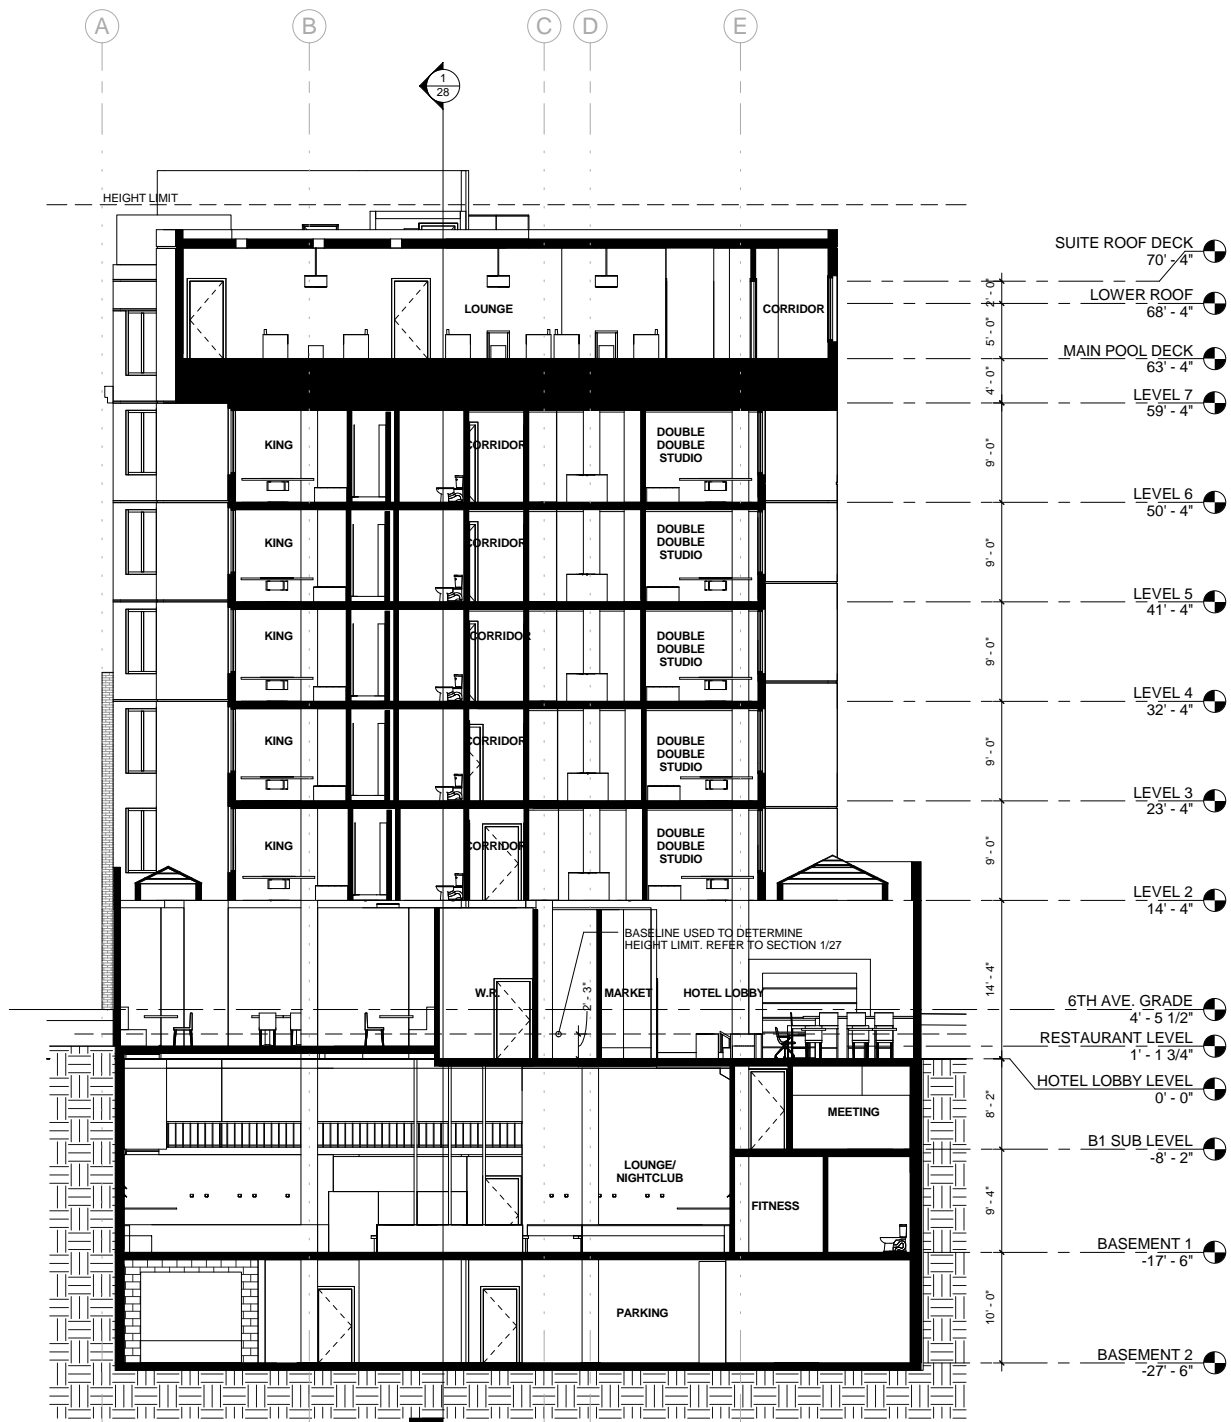 A
B
C
D
E
1
28
HEIGHT LIMIT
SUITE ROOF DECK
70' - 4"
2' - 0"
LOWER ROOF
68' - 4"
LOUNGE
CORRIDOR
5' - 0"
MAIN POOL DECK
63' - 4"
4' - 0"
LEVEL 7
59' - 4"
KING
CORRIDOR
DOUBLE
DOUBLE
STUDIO
9' - 0"
LEVEL 6
50' - 4"
KING
CORRIDOR
DOUBLE
DOUBLE
STUDIO
9' - 0"
LEVEL 5
41' - 4"
KING
CORRIDOR
DOUBLE
DOUBLE
STUDIO
9' - 0"
LEVEL 4
32' - 4"
KING
CORRIDOR
DOUBLE
DOUBLE
STUDIO
9' - 0"
LEVEL 3
23' - 4"
KING
CORRIDOR
DOUBLE
DOUBLE
STUDIO
9' - 0"
LEVEL 2
14' - 4"
BASELINE USED TO DETERMINE
HEIGHT LIMIT. REFER TO SECTION 1/27
14' - 4"
W.R.
2' - 3"
MARKET
HOTEL LOBBY
6TH AVE. GRADE
4' - 5 1/2"
RESTAURANT LEVEL
1' - 1 3/4"
HOTEL LOBBY LEVEL
0' - 0"
8' - 2"
MEETING
B1 SUB LEVEL
-8' - 2"
LOUNGE/
NIGHTCLUB
FITNESS
9' - 4"
BASEMENT 1
-17' - 6"
PARKING
10' - 0"
BASEMENT 2
-27' - 6"